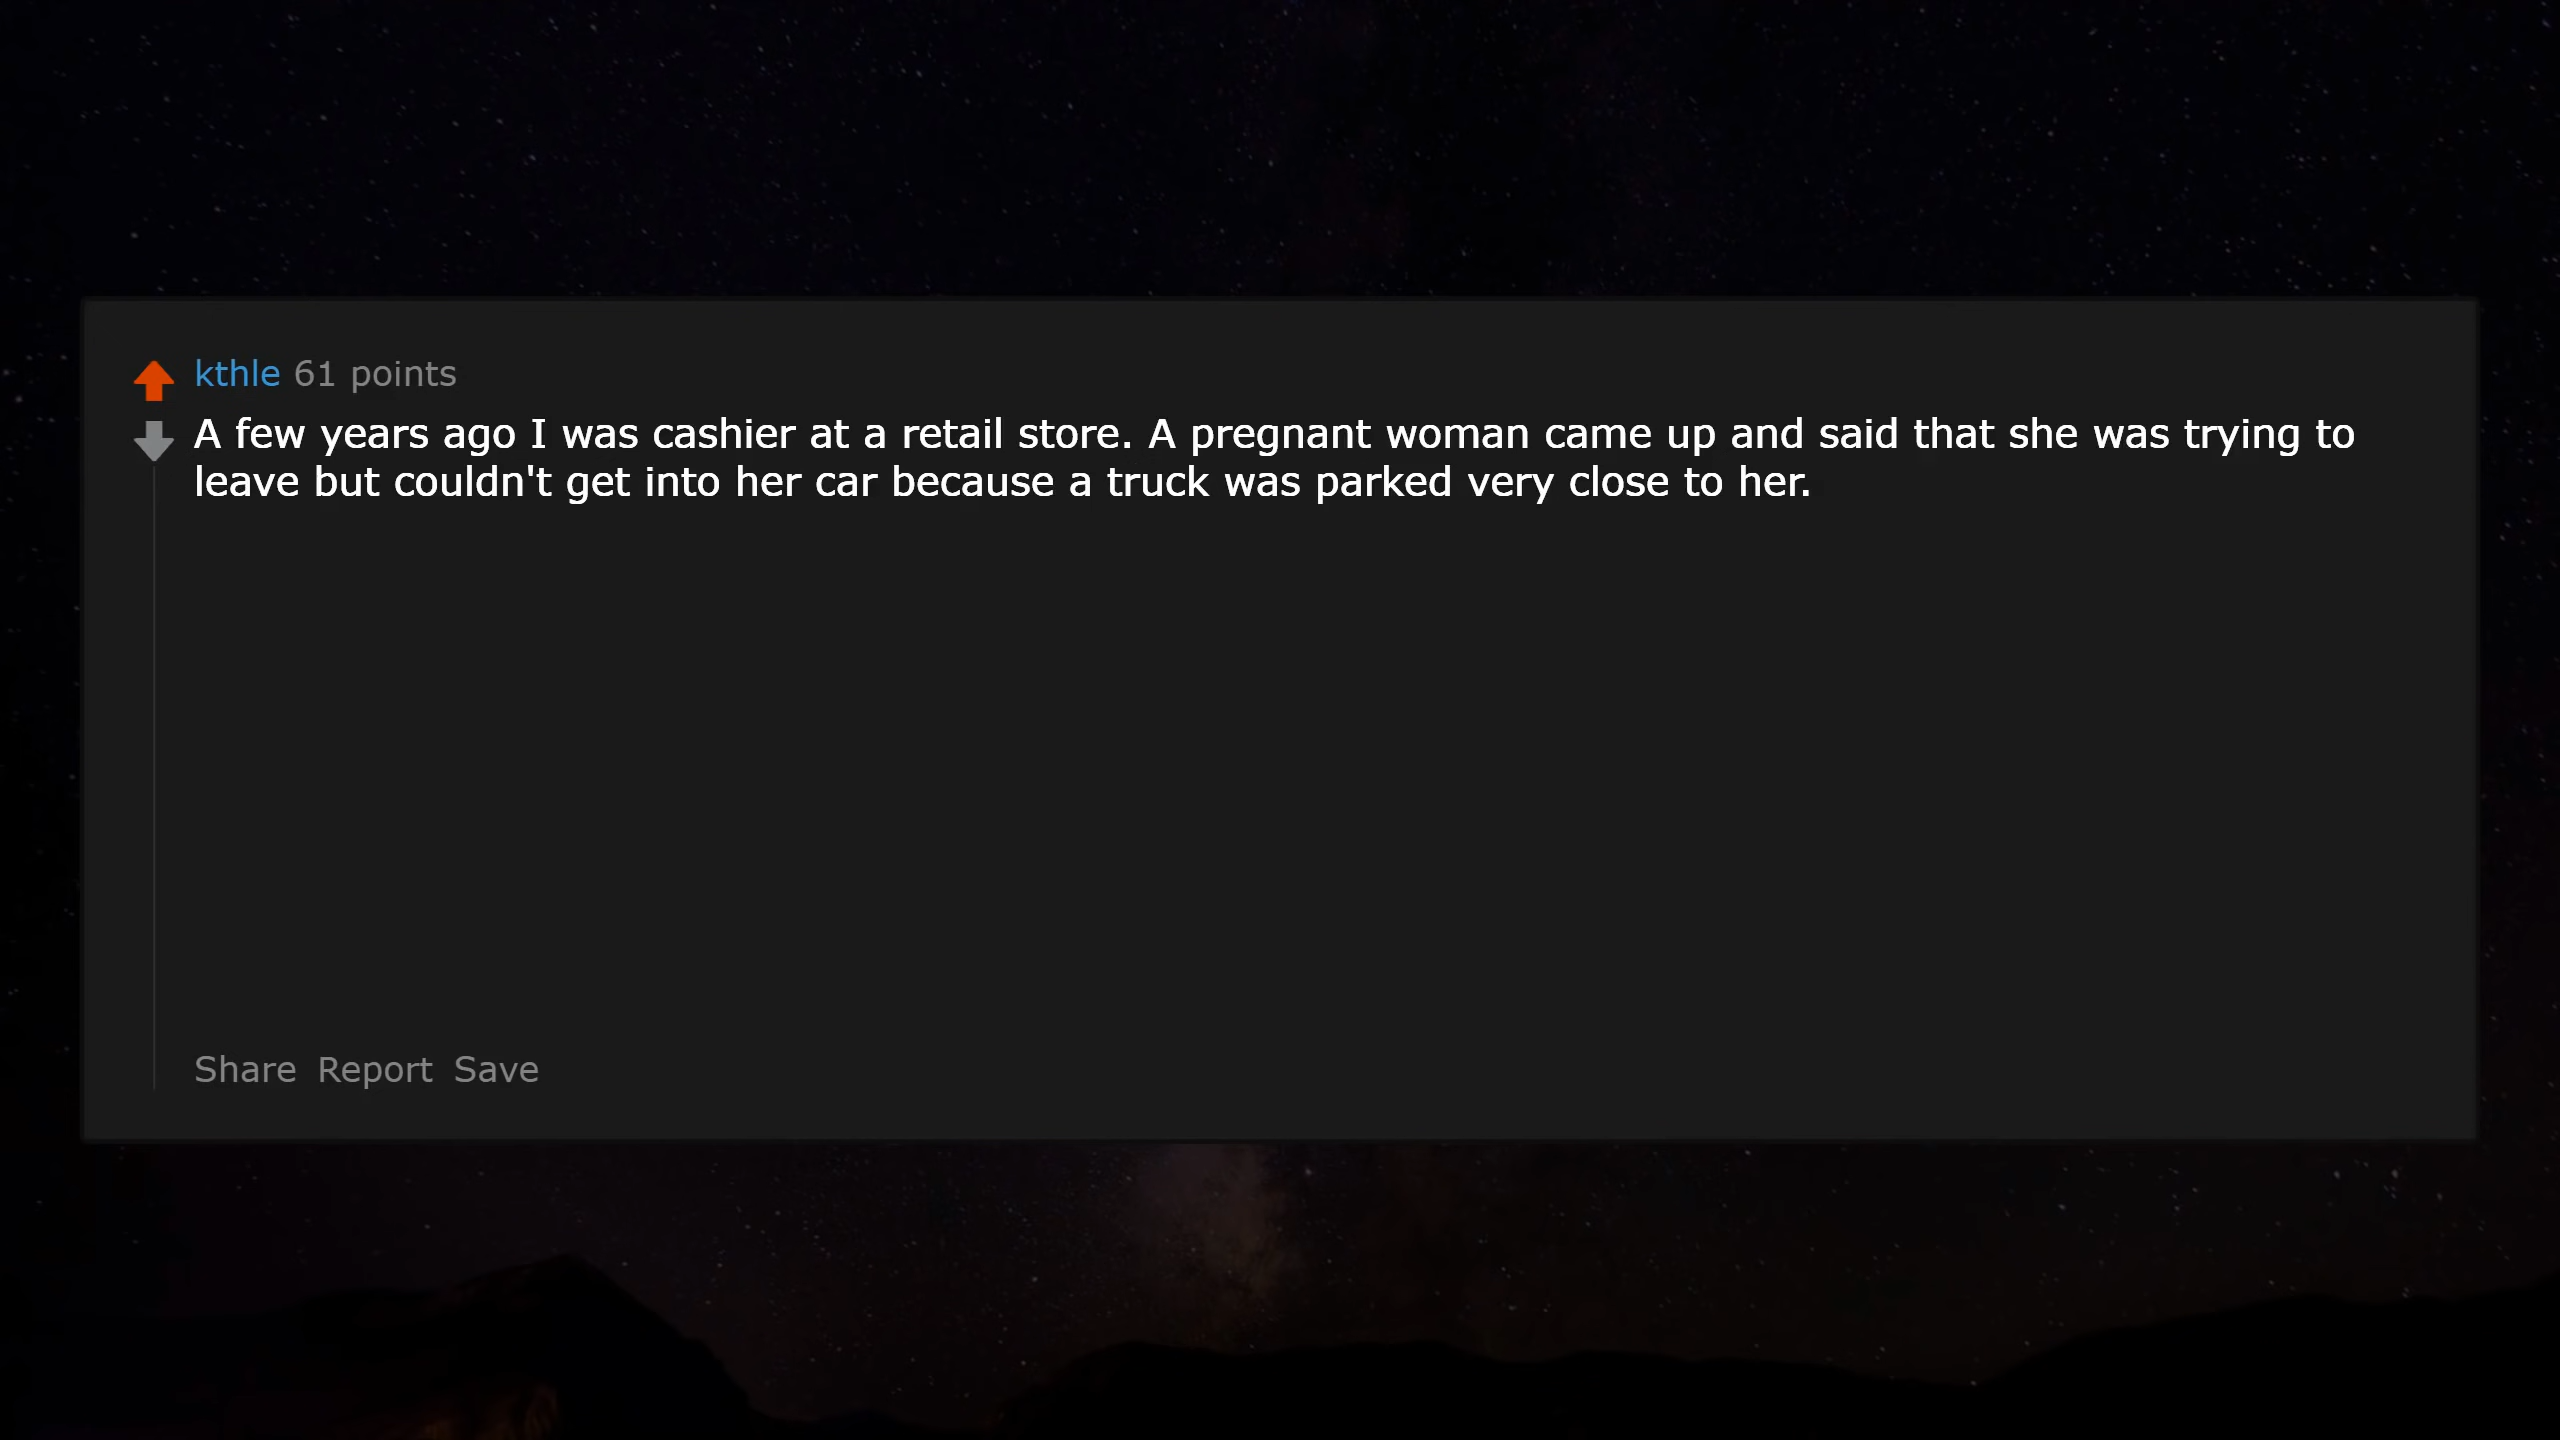 kthle 61 points
A few years ago I was cashier at a retail store. A pregnant woman came up and said that she was trying to
leave but couldn't get into her car because a truck was parked very close to her.
Share Report Save